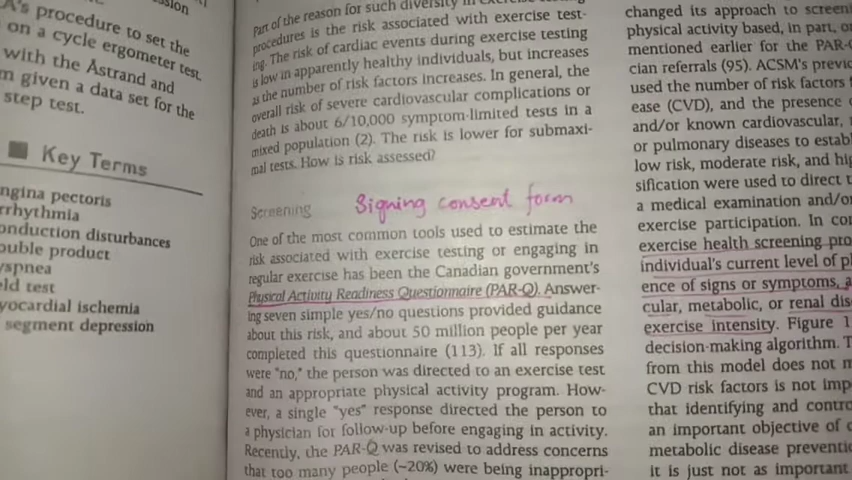 A's procedure to set the
on a cycle ergometer test.
with the Åstrand and
given a data set for the
step test.
Key Terms
ngina pectoris
rrhythmia
onduction disturbances
ouble product
yspnea
eld test
yocardial ischemia
segment depression
Part of the reason for such diversity in exercise testing
procedures is the risk associated with exercise test-
ing. The risk of cardiac events during exercise testing
is low in apparently healthy individuals, but increases
as the number of risk factors increases. In general, the
overall risk of severe cardiovascular complications or
death is about 6/10,000 symptom-limited tests in a
mixed population (2). The risk is lower for submaxi-
mal tests. How is risk assessed?
Screening Signing consent form
One of the most common tools used to estimate the
risk associated with exercise testing or engaging in
regular exercise has been the Canadian government's
Physical Activity Readiness Questionnaire (PAR-Q). Answer-
ing seven simple yes/no questions provided guidance
about this risk, and about 50 million people per year
completed this questionnaire (113). If all responses
were "no," the person was directed to an exercise test
and an appropriate physical activity program. How-
ever, a single "yes" response directed the person to
a physician for follow-up before engaging in activity.
Recently, the PAR-Q was revised to address concerns
that too many people (~20%) were being inappropri-
changed its approach to screeni
physical activity based, in part, o
mentioned earlier for the PAR-
cian referrals (95). ACSM's previ
used the number of risk factors
ease (CVD), and the presence
and/or known cardiovascular,
or pulmonary diseases to establ
low risk, moderate risk, and hig
sification were used to direct
a medical examination and/or
exercise participation. In co
exercise health screening pro
individual's current level of p
ence of signs or symptoms, a
cular, metabolic, or renal dis
exercise intensity. Figure 1
decision-making algorithm. T
from this model does not m
CVD risk factors is not imp
that identifying and contro
an important objective of
metabolic disease preventi
it is just not as important